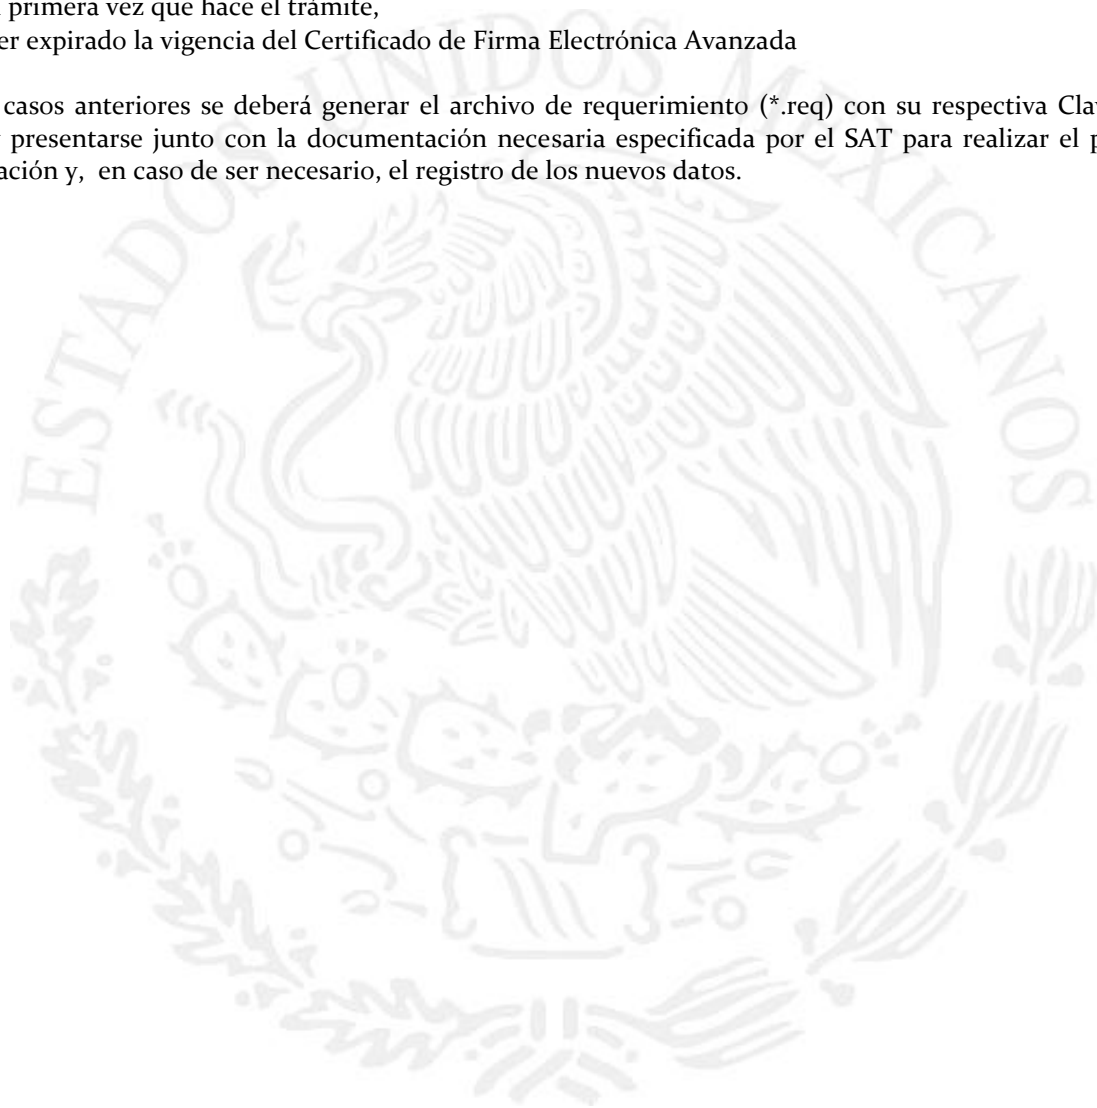 primera vez que hace el trámite,
er expirado la vigencia del Certificado de Firma Electrónica Avanzada
casos anteriores se deberá generar el archivo de requerimiento (*.req) con su respectiva Clav
presentarse junto con la documentación necesaria especificada por el SAT para realizar el p
ación y, en caso de ser necesario, el registro de los nuevos datos.
ESTADOS UNIDOS MEXICANOS